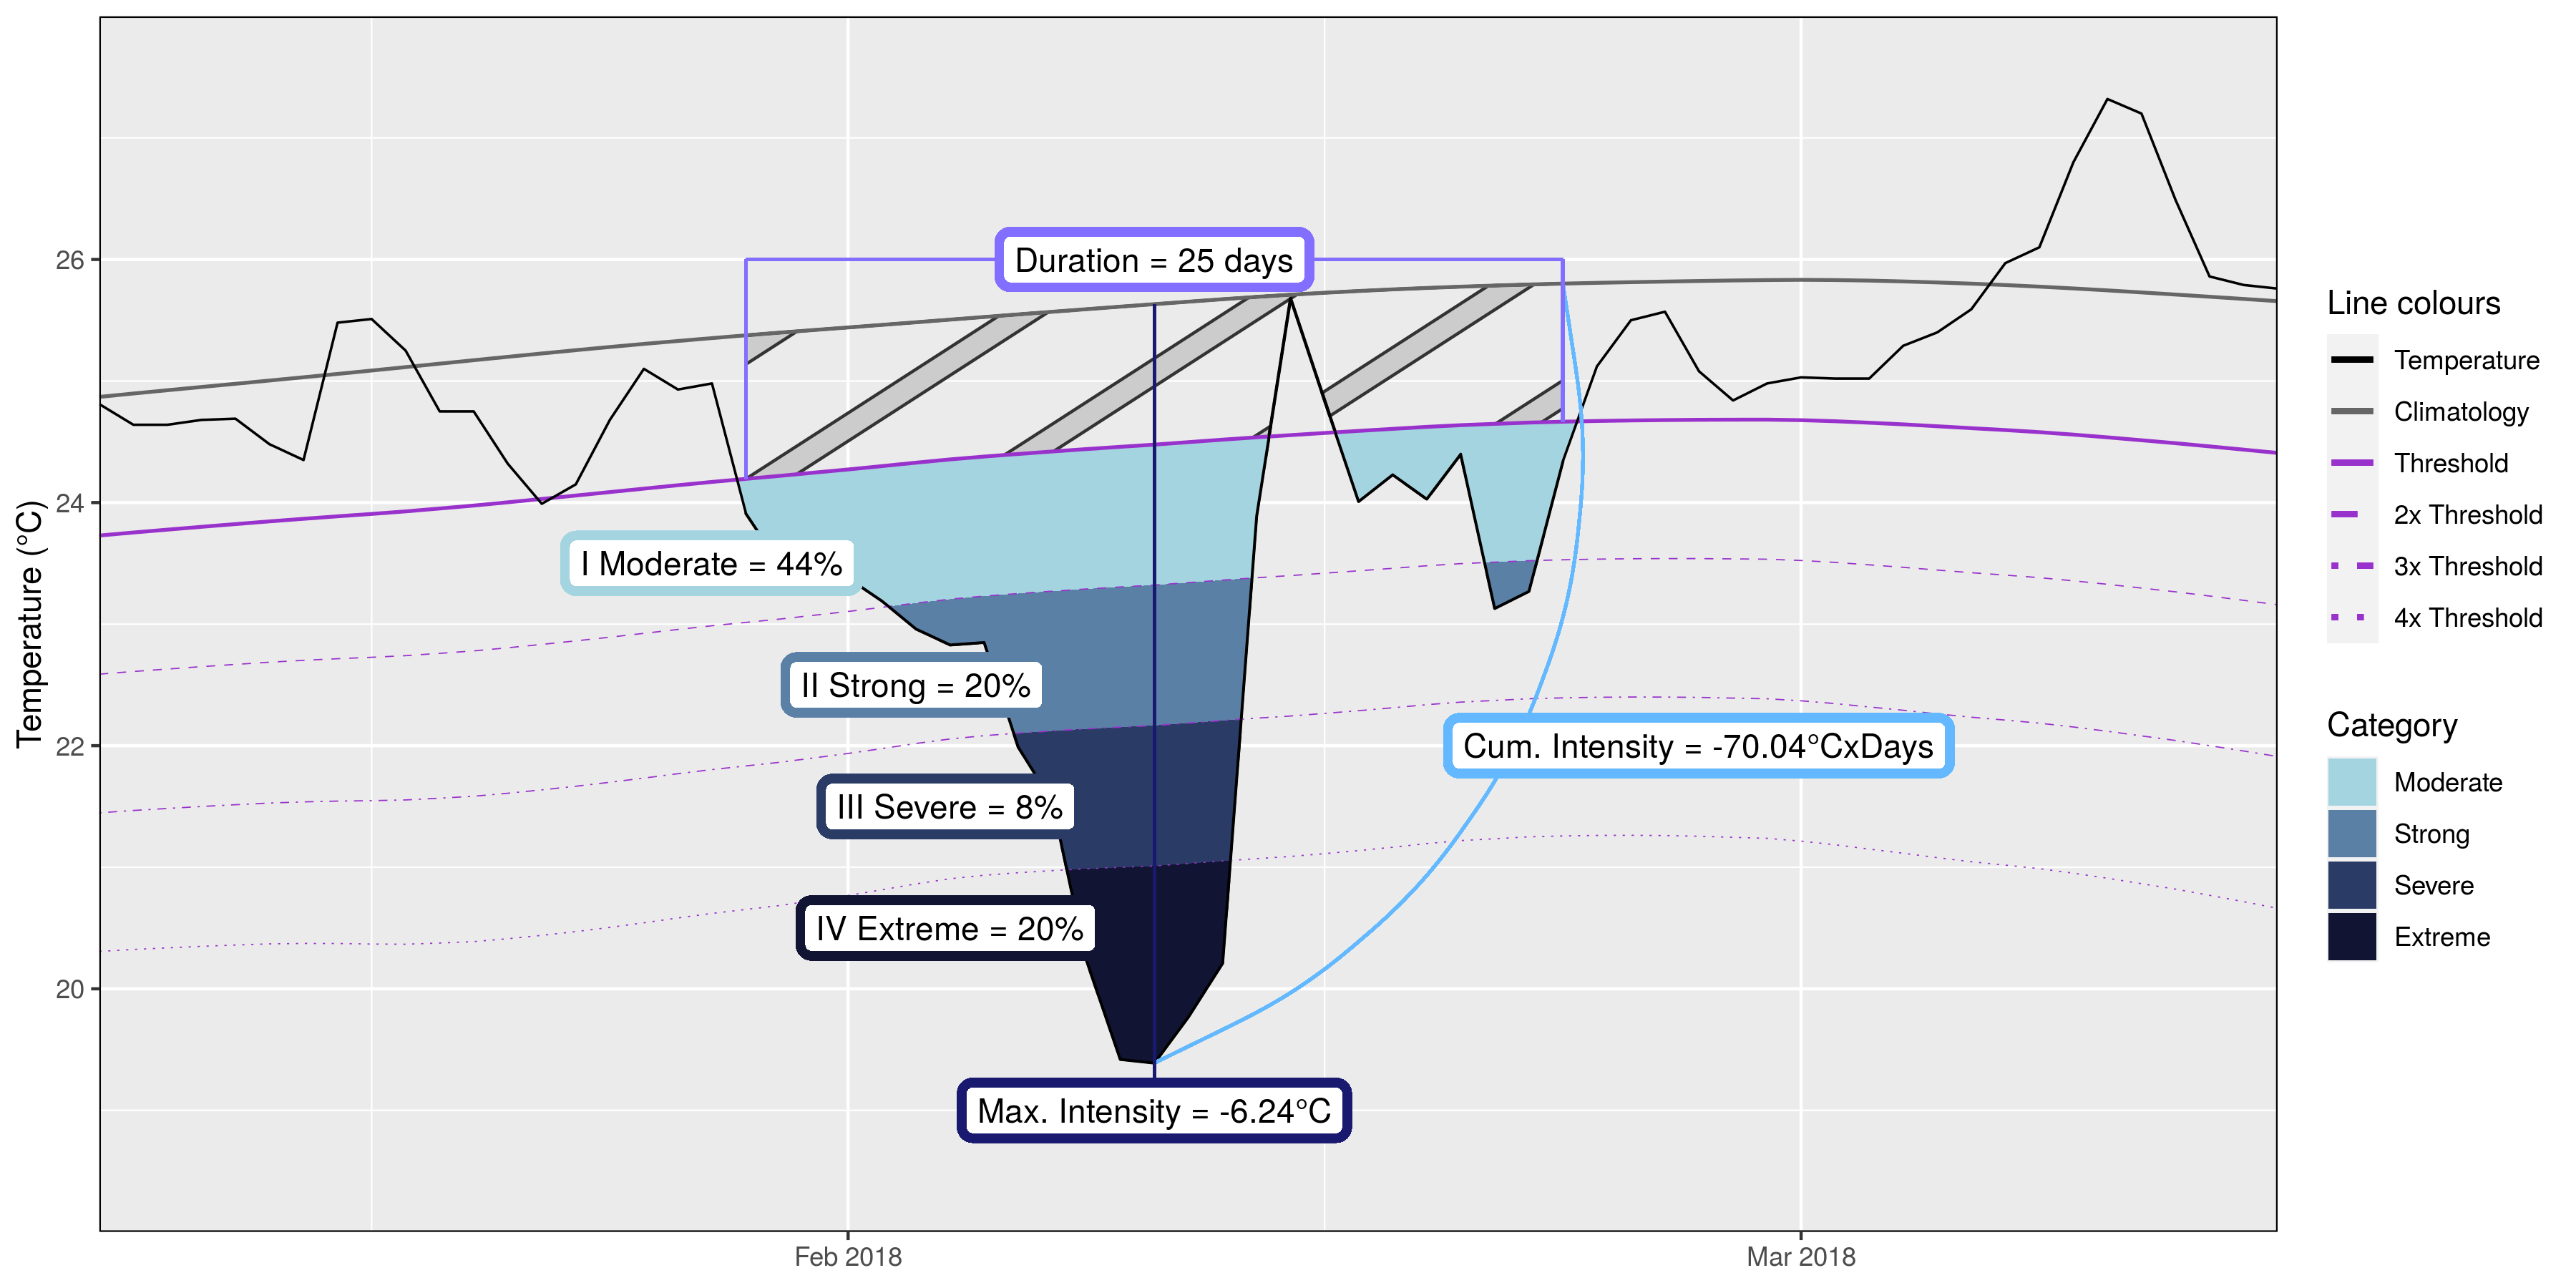 Temperature (°C)
26
24
22
20
Feb 2018
Mar 2018
Duration = 25 days
I Moderate = 44%
II Strong = 20%
III Severe = 8%
IV Extreme = 20%
Cum. Intensity = -70.04°CxDays
Max. Intensity = -6.24°C
Line colours
Temperature
Climatology
Threshold
2x Threshold
3x Threshold
4x Threshold
Category
Moderate
Strong
Severe
Extreme